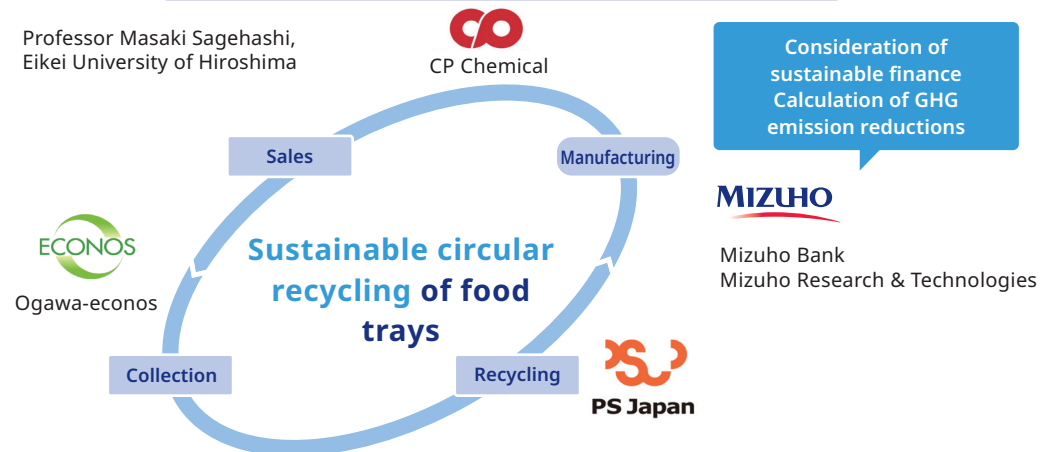 Professor Masaki Sagehashi,
Eikei University of Hiroshima
CP Chemical
Consideration of
sustainable finance
Calculation of GHG
emission reductions
Sales
Manufacturing
MIZUHO
ECONOS
Ogawa-econos
Sustainable circular
recycling of food
trays
Mizuho Bank
Mizuho Research & Technologies
Collection
Recycling
PSJ
PS Japan